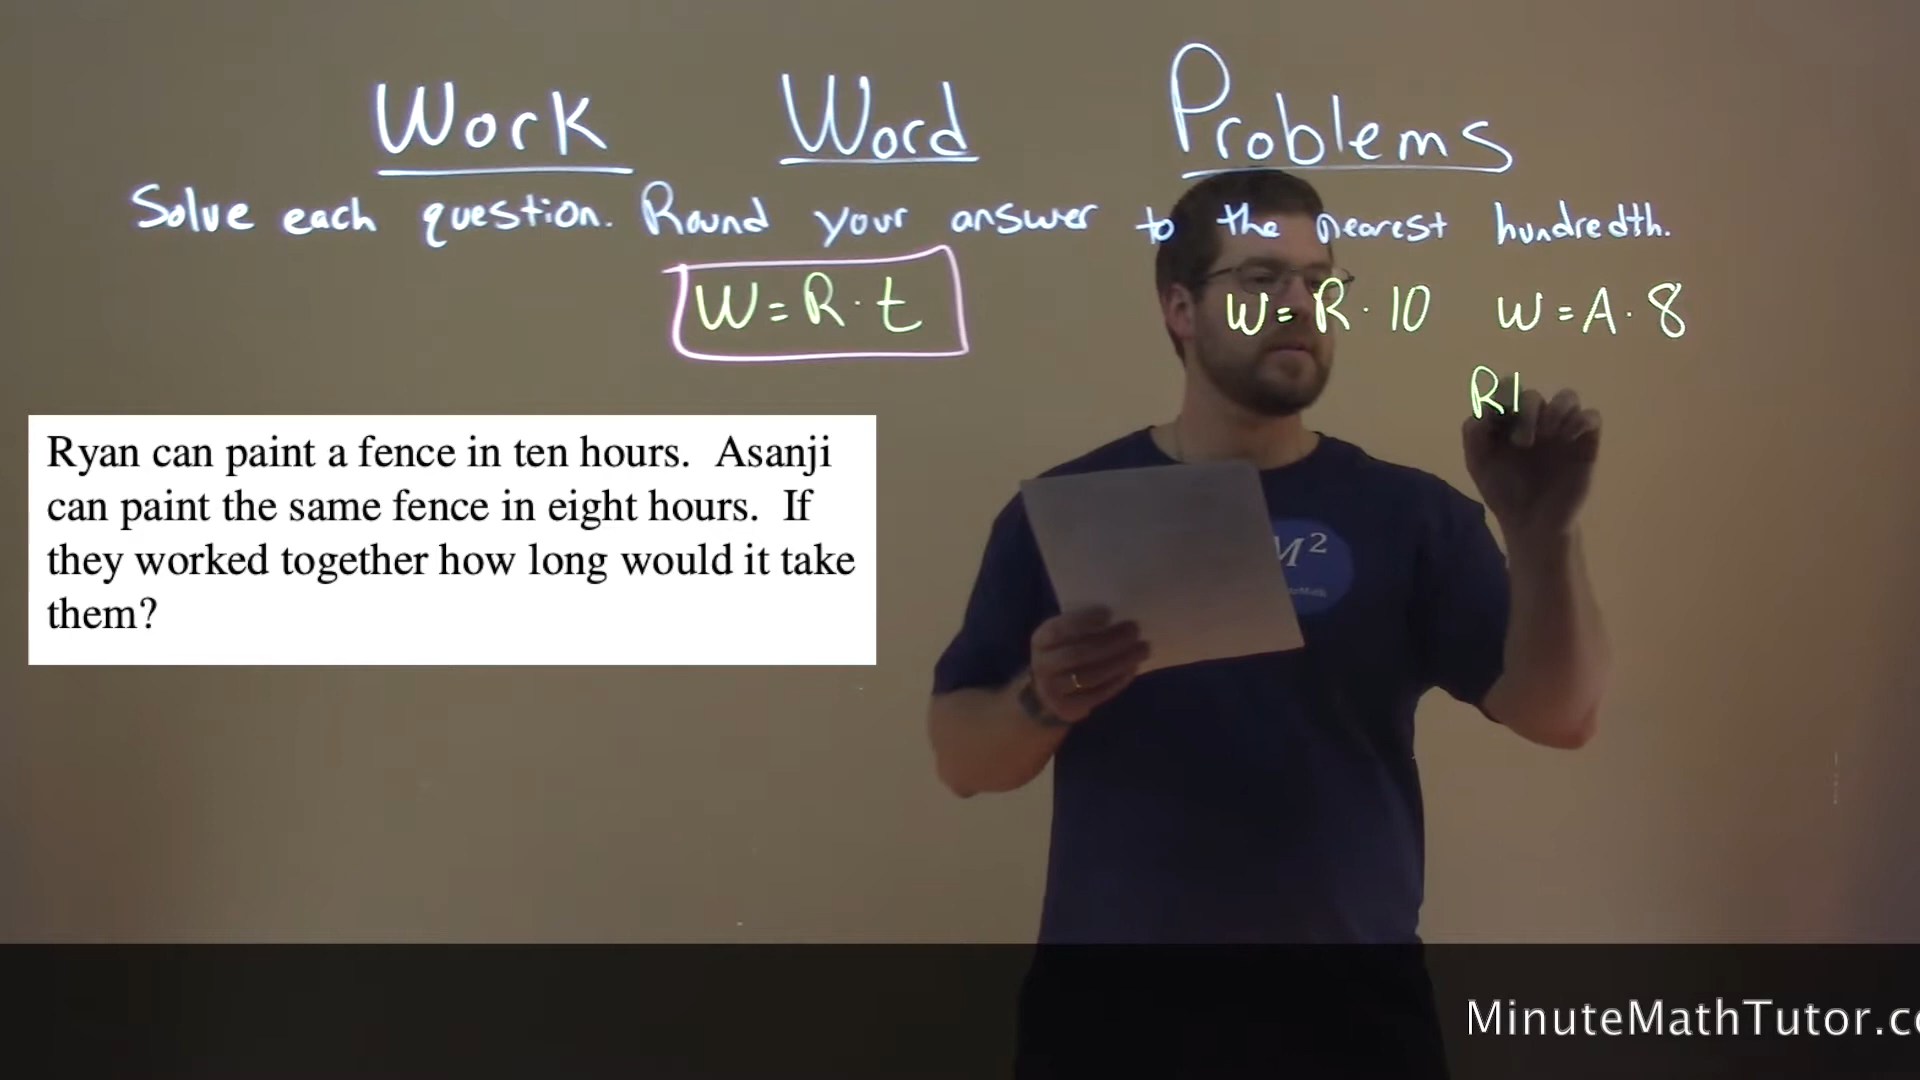 Work Word Problems
Solve each question. Round your answer to the nearest hundredth.
W = R · t
W = R · 10 W = A · 8
R1
Ryan can paint a fence in ten hours. Asanji
can paint the same fence in eight hours. If
they worked together how long would it take
them?
M²
MinuteMathTutor.c